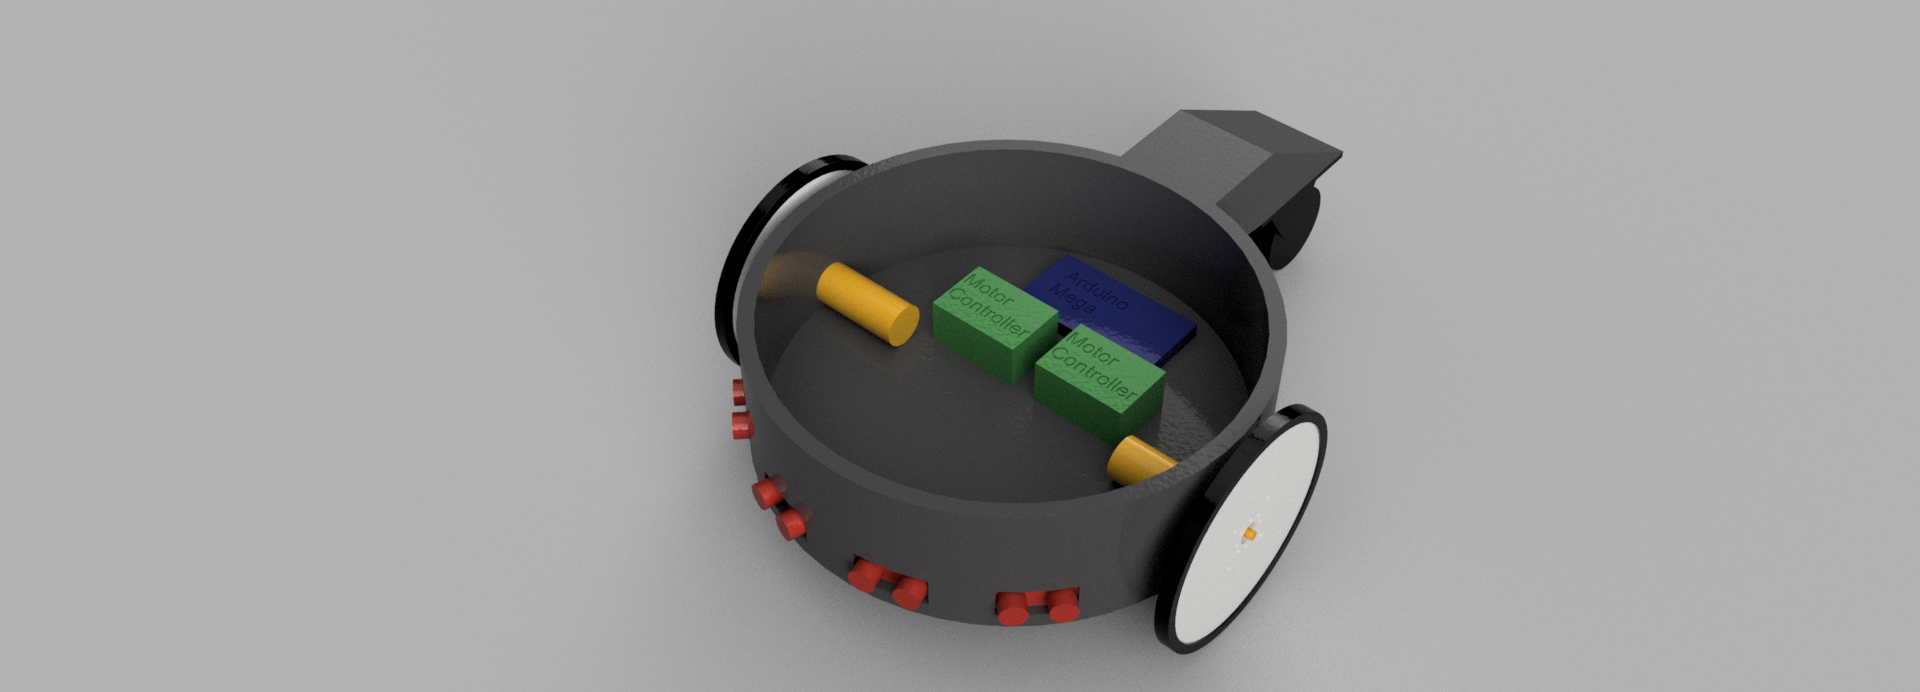 Motor
Controller
Arduino
Mega
Motor
Controller